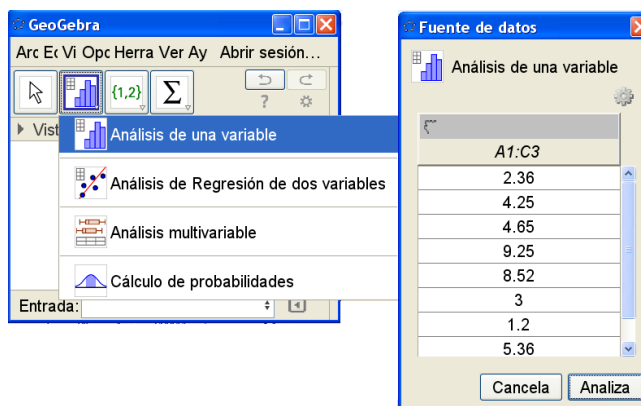 GeoGebra
Arc Ec Vi Opc Herra Ver Ay Abrir sesión...
{1,2} Σ
?
Vist
Análisis de una variable
Análisis de Regresión de dos variables
Análisis multivariable
Cálculo de probabilidades
Entrada:
Fuente de datos
Análisis de una variable
A1:C3
2.36
4.25
4.65
9.25
8.52
3
1.2
5.36
Cancela Analiza